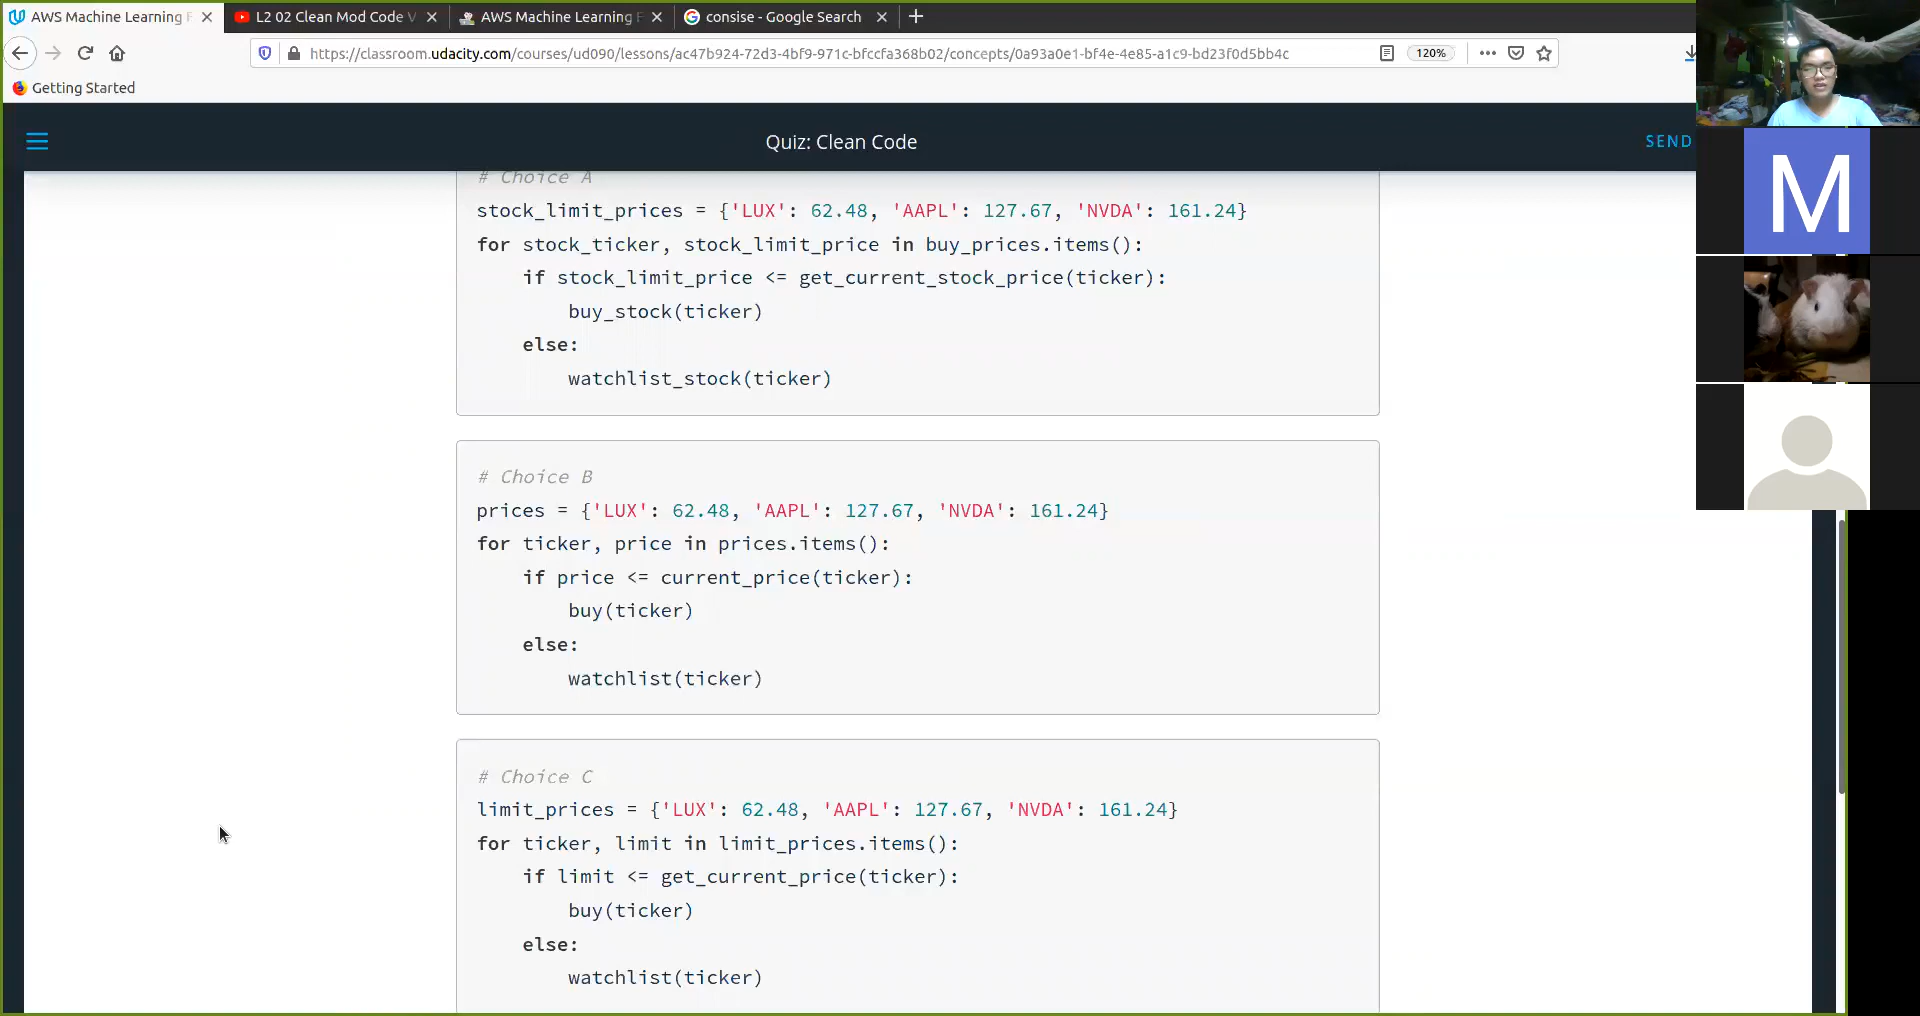 AWS Machine Learning F
L2 02 Clean Mod Code V
AWS Machine Learning F
consise - Google Search
https://classroom.udacity.com/courses/ud090/lessons/ac47b924-72d3-4bf9-971c-bfccfa368b02/concepts/0a93a0e1-bf4e-4e85-a1c9-bd23f0d5bb4c
120%
Getting Started
Quiz: Clean Code
SEND
# Choice A
stock_limit_prices = {'LUX': 62.48, 'AAPL': 127.67, 'NVDA': 161.24}
for stock_ticker, stock_limit_price in buy_prices.items():
if stock_limit_price <= get_current_stock_price(ticker):
buy_stock(ticker)
else:
watchlist_stock(ticker)
# Choice B
prices = {'LUX': 62.48, 'AAPL': 127.67, 'NVDA': 161.24}
for ticker, price in prices.items():
if price <= current_price(ticker):
buy(ticker)
else:
watchlist(ticker)
# Choice C
limit_prices = {'LUX': 62.48, 'AAPL': 127.67, 'NVDA': 161.24}
for ticker, limit in limit_prices.items():
if limit <= get_current_price(ticker):
buy(ticker)
else:
watchlist(ticker)
M